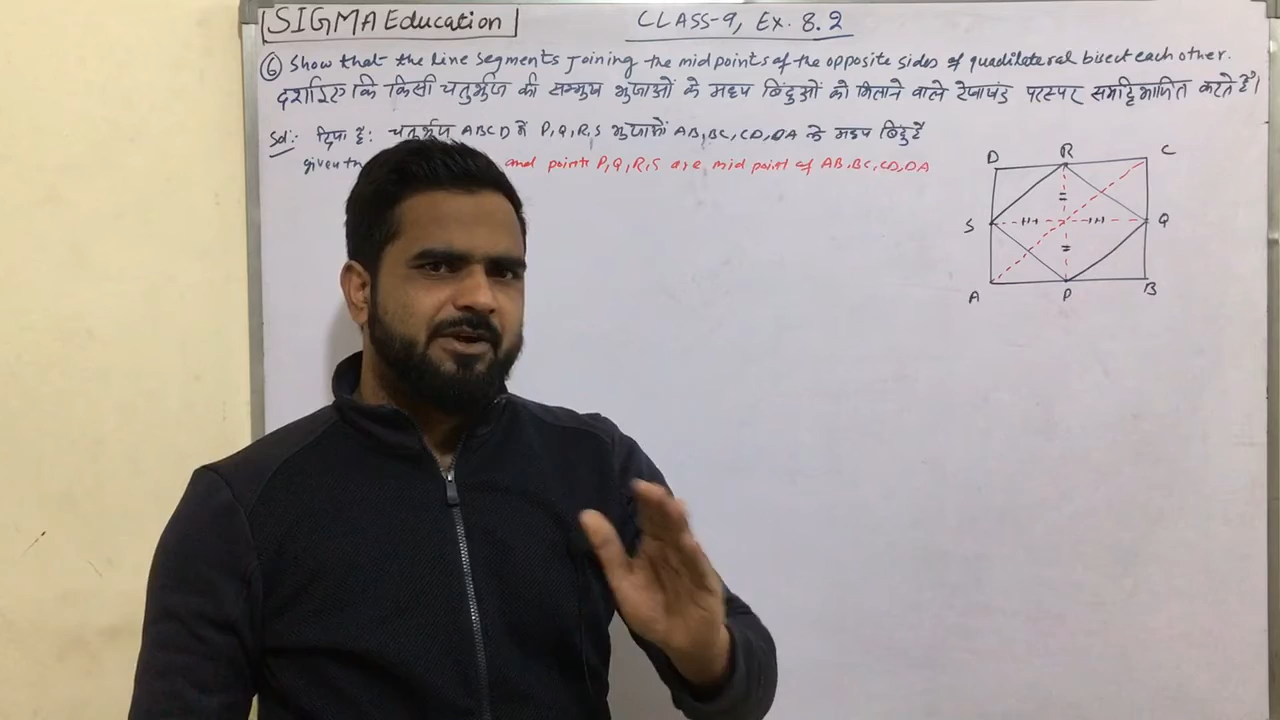 SIGMA Education
CLASS-9, Ex. 8.2
⑥ Show that the line segments joining the mid points of the opposite sides of quadilateral bisect each other.
दर्शाइए कि किसी चतुर्भुज की सम्मुख भुजाओं के मध्य बिंदुओं को मिलाने वाले रेखाखंड परस्पर समद्विभाजित करते हैं।
Sol:- दिया है: चतुर्भुज ABCD में P,Q,R,S भुजाओं AB,BC,CD,DA के मध्य बिंदु हैं
given and points P,Q,R,S are mid point of AB,BC,CD,DA
D R C
S Q
A P B